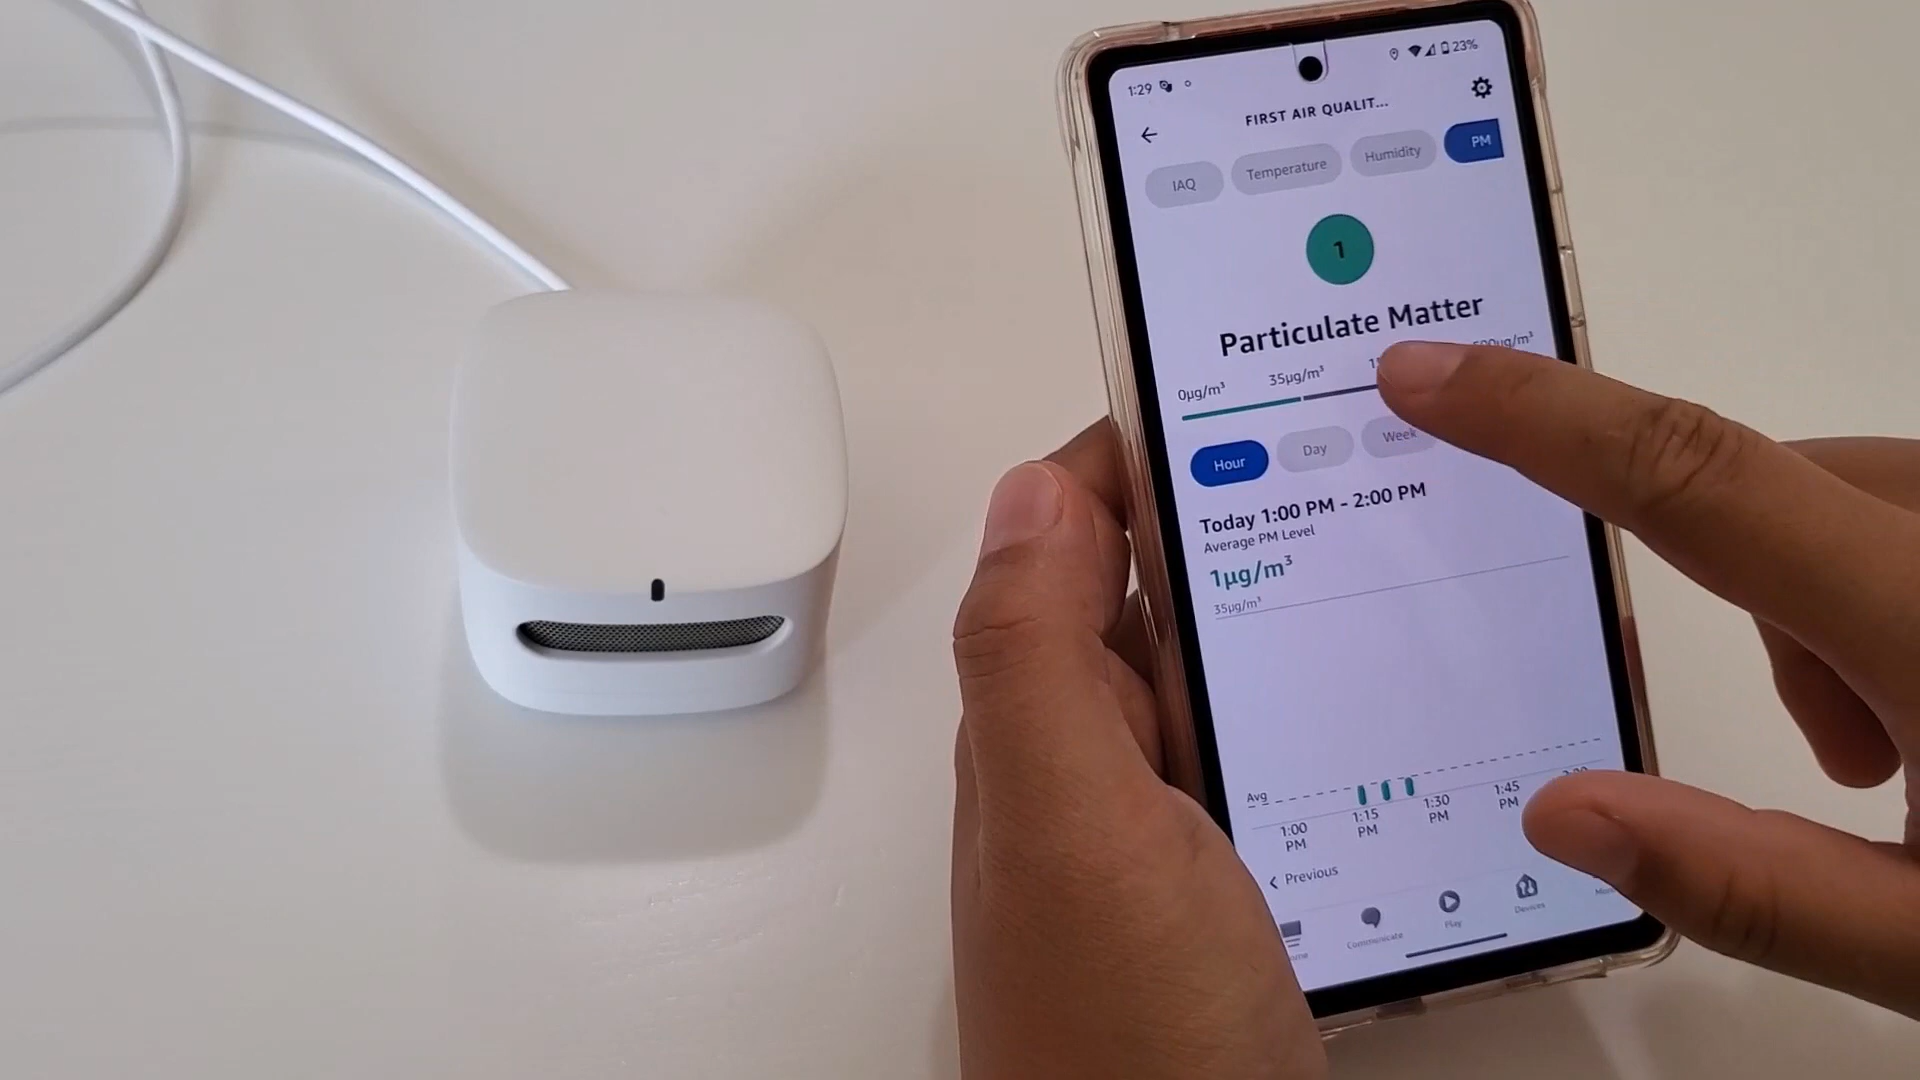 1:29 23%
FIRST AIR QUALIT...
IAQ Temperature Humidity PM
1
Particulate Matter
0µg/m³ 35µg/m³
Hour Day Week
Today 1:00 PM - 2:00 PM
Average PM Level
1µg/m³
35µg/m³
Avg
1:00 PM 1:15 PM 1:30 PM 1:45 PM
Previous
Communicate Play Devices